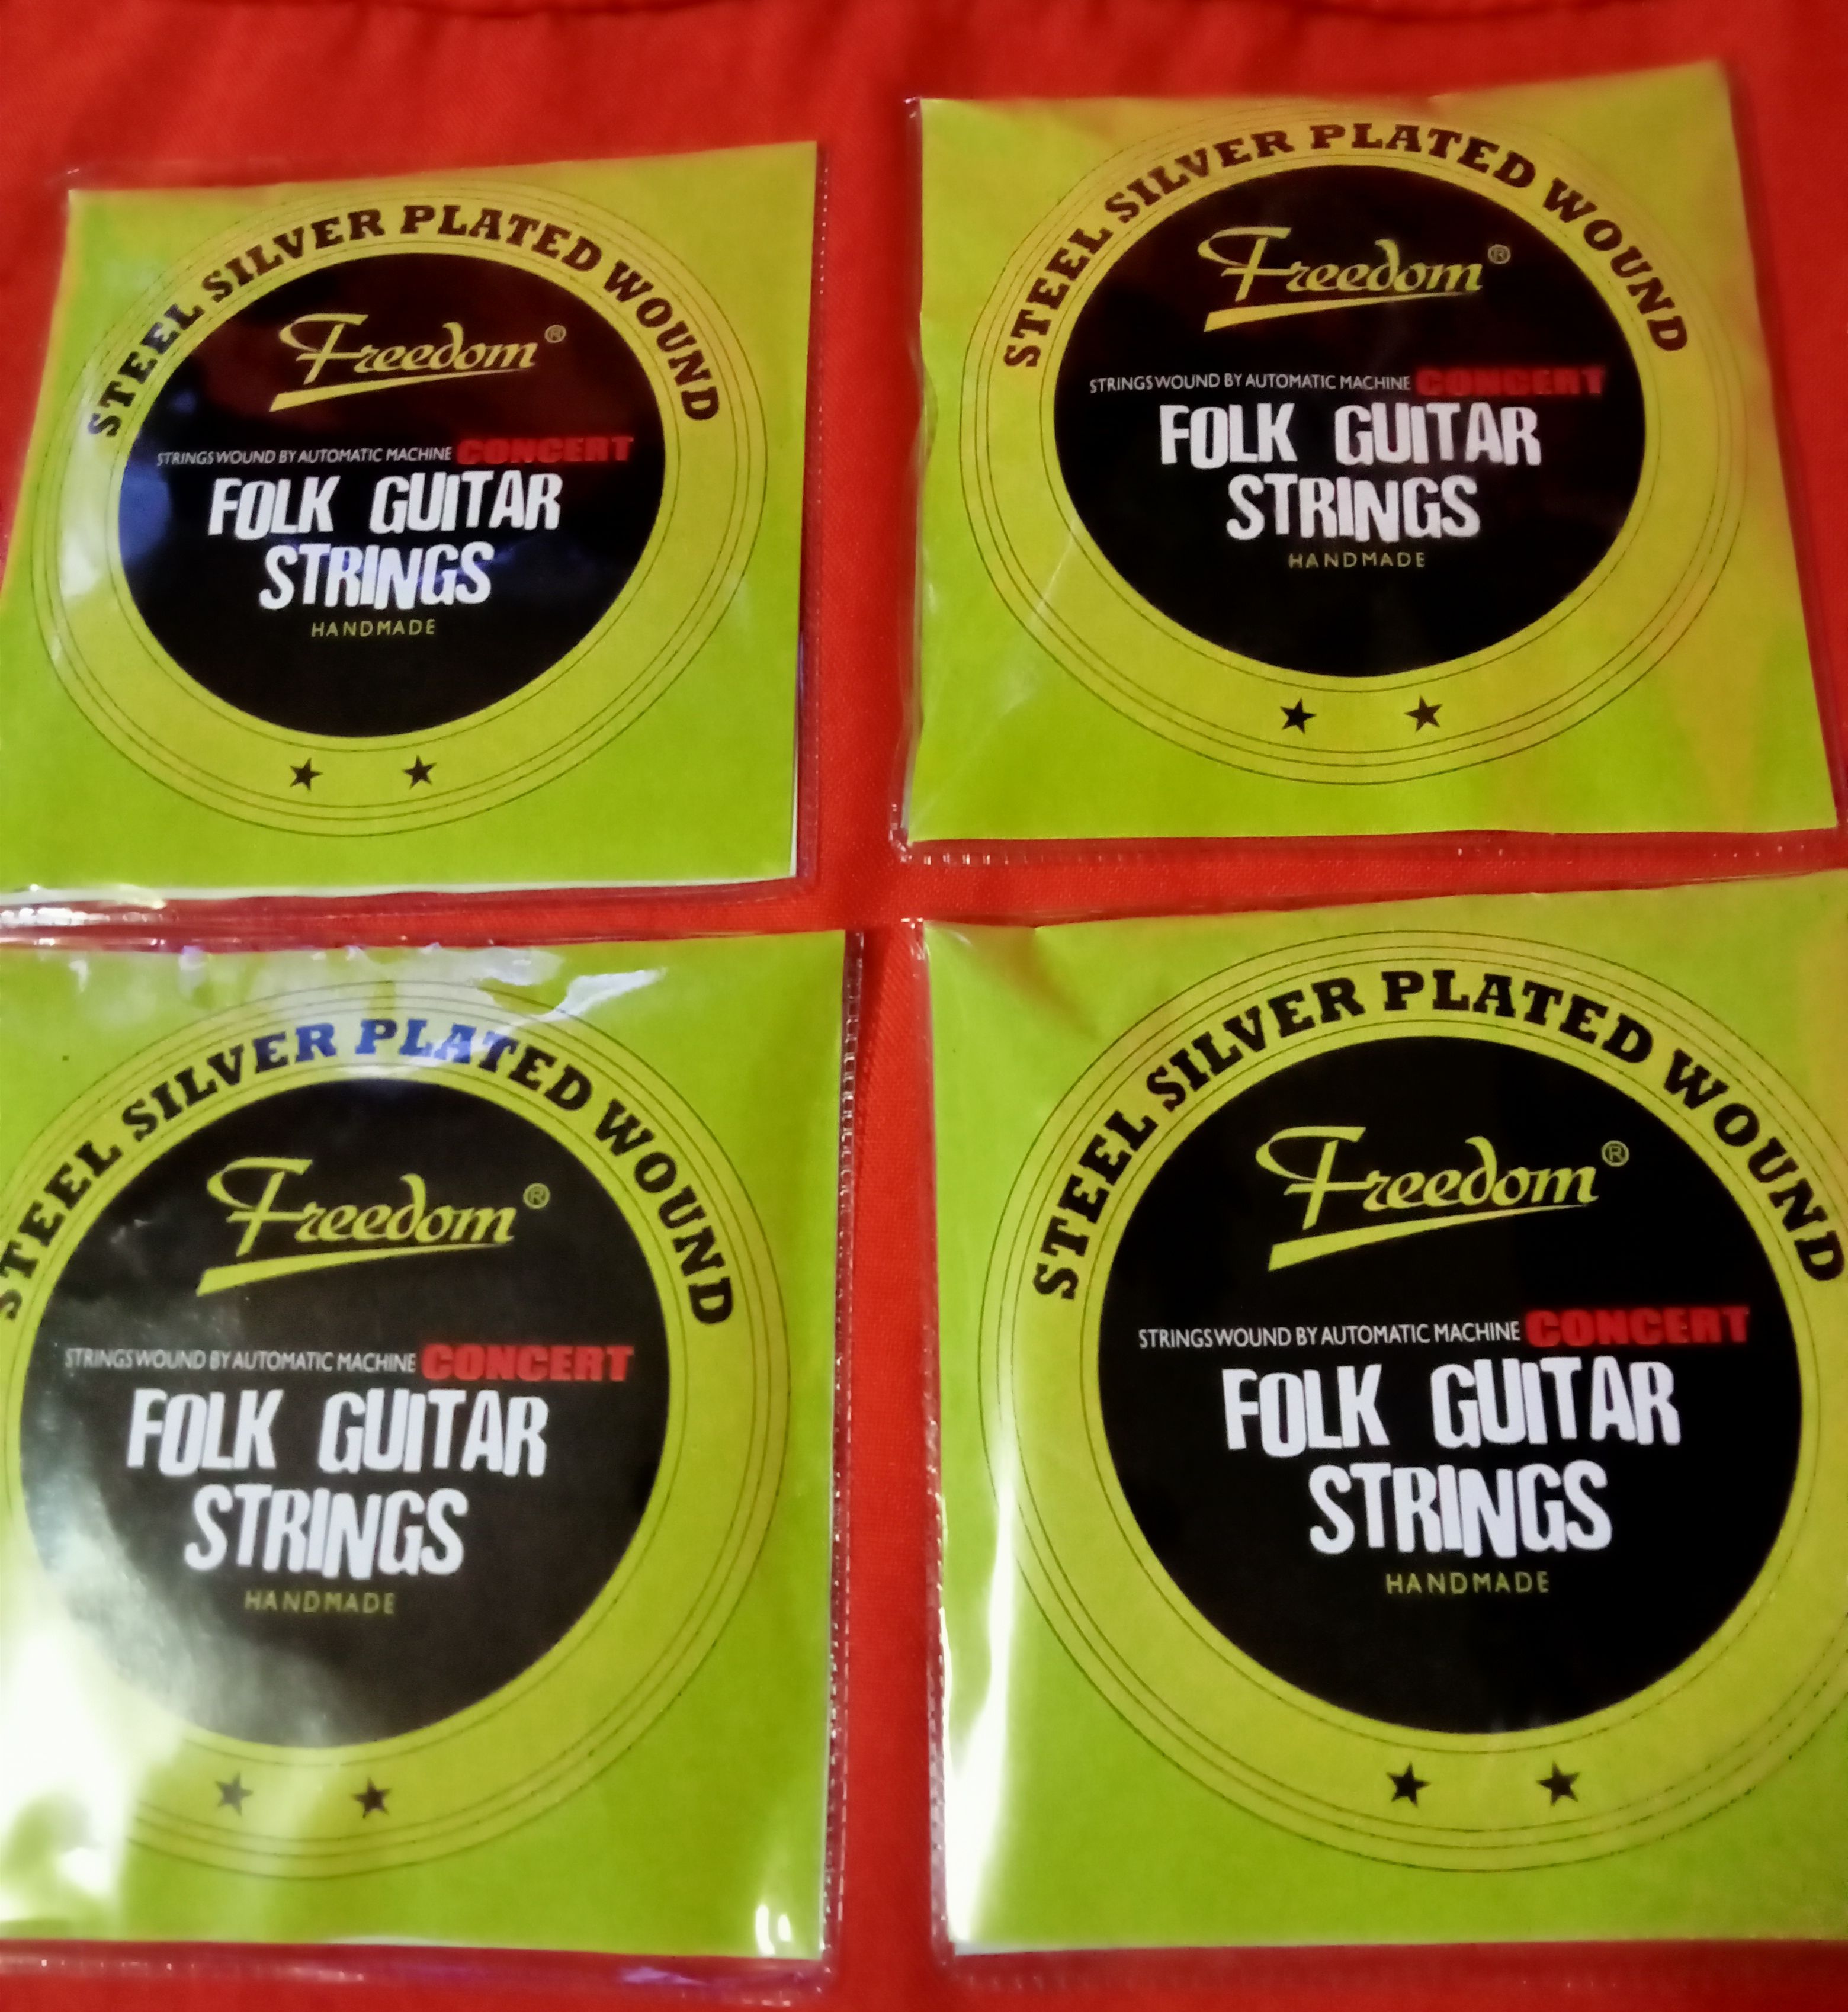 STEEL SILVER PLATED WOUND
Freedom®
STRINGS WOUND BY AUTOMATIC MACHINE CONCERT
FOLK GUITAR
STRINGS
HANDMADE
STEEL SILVER PLATED WOUND
Freedom®
STRINGS WOUND BY AUTOMATIC MACHINE CONCERT
FOLK GUITAR
STRINGS
HANDMADE
STEEL SILVER PLATED WOUND
Freedom®
STRINGS WOUND BY AUTOMATIC MACHINE CONCERT
FOLK GUITAR
STRINGS
HANDMADE
STEEL SILVER PLATED WOUND
Freedom®
STRINGS WOUND BY AUTOMATIC MACHINE CONCERT
FOLK GUITAR
STRINGS
HANDMADE